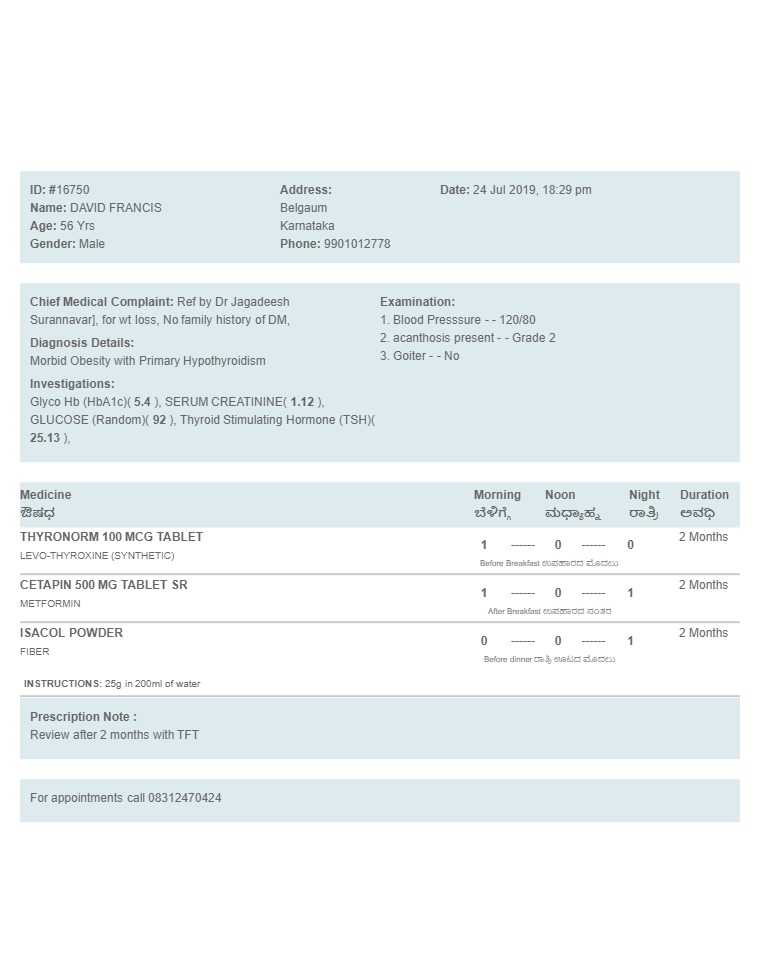 ID: #16750
Name: DAVID FRANCIS
Age: 56 Yrs
Gender: Male
Address:
Belgaum
Karnataka
Phone: 9901012778
Date: 24 Jul 2019, 18:29 pm
Chief Medical Complaint: Ref by Dr Jagadeesh
Surannavar], for wt loss, No family history of DM,
Diagnosis Details:
Morbid Obesity with Primary Hypothyroidism
Investigations:
Glyco Hb (HbA1c)( 5.4 ), SERUM CREATININE( 1.12 ),
GLUCOSE (Random)( 92 ), Thyroid Stimulating Hormone (TSH)(
25.13 ),
Examination:
1. Blood Presssure - - 120/80
2. acanthosis present - - Grade 2
3. Goiter - - No
Medicine Morning Noon Night Duration
ಔಷಧ ಬೆಳಿಗ್ಗೆ ಮಧ್ಯಾಹ್ನ ರಾತ್ರಿ ಅವಧಿ
THYRONORM 100 MCG TABLET 1 ------ 0 ------ 0 2 Months
LEVO-THYROXINE (SYNTHETIC) Before Breakfast ಉಪಹಾರದ ಮೊದಲು
CETAPIN 500 MG TABLET SR 1 ------ 0 ------ 1 2 Months
METFORMIN After Breakfast ಉಪಹಾರದ ನಂತರ
ISACOL POWDER 0 ------ 0 ------ 1 2 Months
FIBER Before dinner ರಾತ್ರಿ ಊಟದ ಮೊದಲು
INSTRUCTIONS: 25g in 200ml of water
Prescription Note :
Review after 2 months with TFT
For appointments call 08312470424